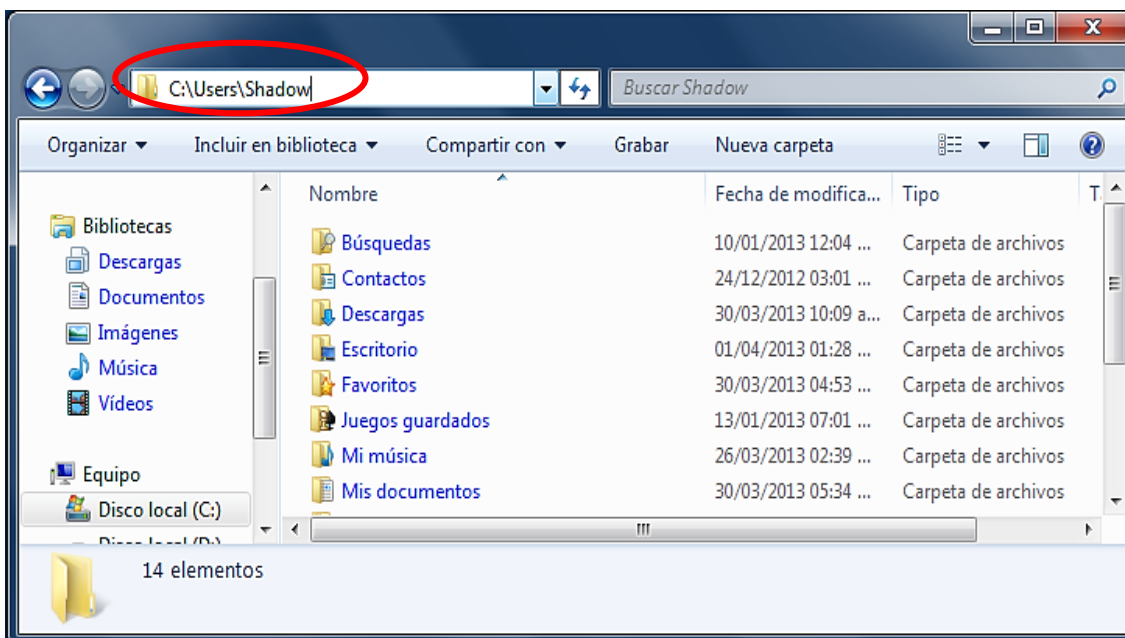 C:\Users\Shadow
Buscar Shadow
Organizar Incluir en biblioteca Compartir con Grabar Nueva carpeta
Bibliotecas
Descargas
Documentos
Imágenes
Música
Vídeos
Equipo
Disco local (C:)
Nombre Fecha de modifica... Tipo T
Búsquedas 10/01/2013 12:04 ... Carpeta de archivos
Contactos 24/12/2012 03:01 ... Carpeta de archivos
Descargas 30/03/2013 10:09 a... Carpeta de archivos
Escritorio 01/04/2013 01:28 ... Carpeta de archivos
Favoritos 30/03/2013 04:53 ... Carpeta de archivos
Juegos guardados 13/01/2013 07:01 ... Carpeta de archivos
Mi música 26/03/2013 02:39 ... Carpeta de archivos
Mis documentos 30/03/2013 05:34 ... Carpeta de archivos
14 elementos